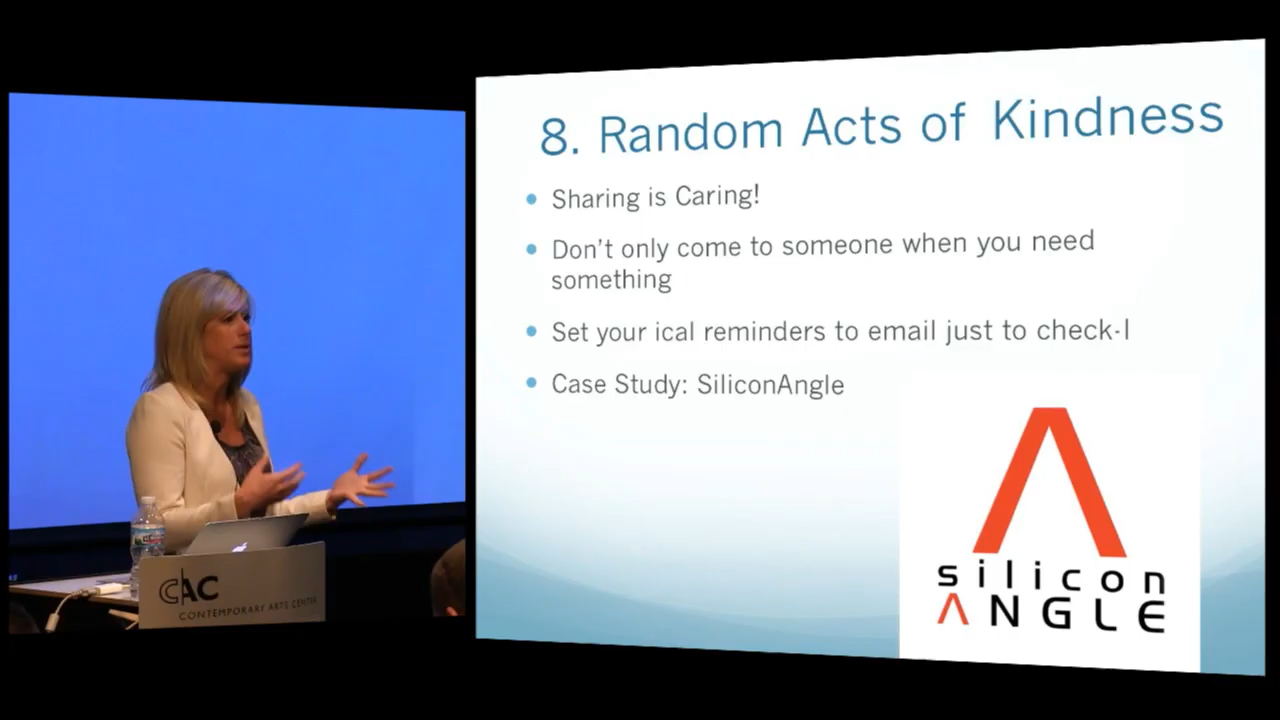 8. Random Acts of Kindness
Sharing is Caring!
Don't only come to someone when you need
something
Set your ical reminders to email just to check-I
Case Study: SiliconAngle
silicon
ANGLE
CAC
CONTEMPORARY ARTS CENTER